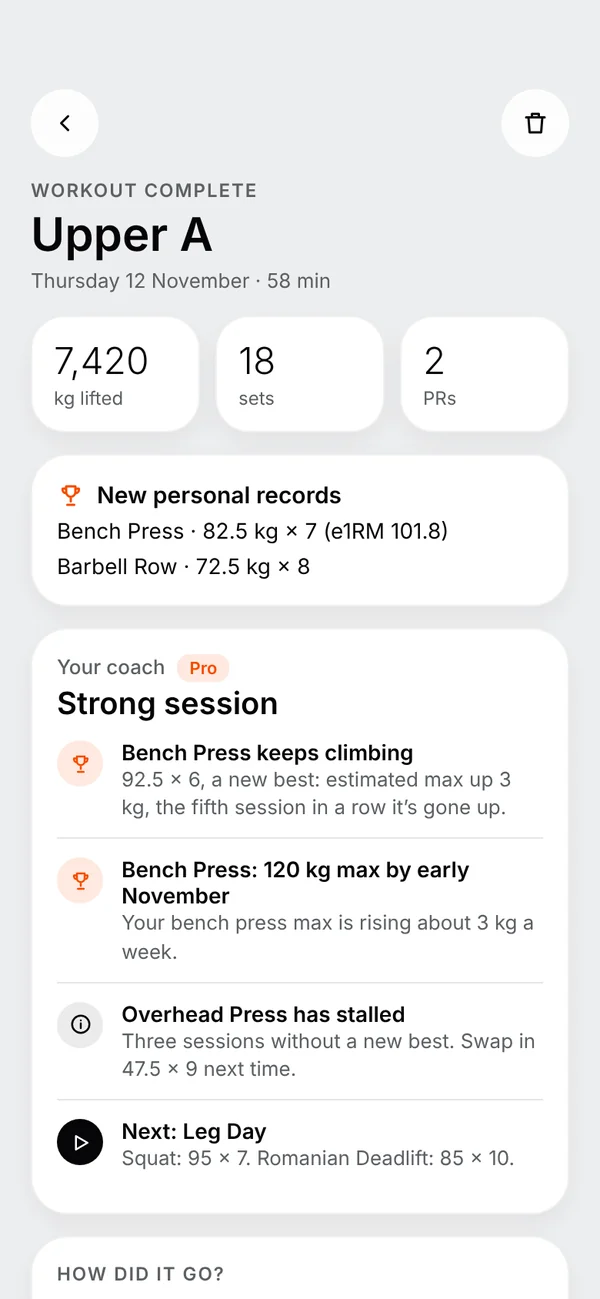 WORKOUT COMPLETE
Upper A
Thursday 12 November · 58 min
7,420
kg lifted
18
sets
2
PRs
New personal records
Bench Press · 82.5 kg × 7 (e1RM 101.8)
Barbell Row · 72.5 kg × 8
Your coach Pro
Strong session
Bench Press keeps climbing
92.5 × 6, a new best: estimated max up 3
kg, the fifth session in a row it’s gone up.
Bench Press: 120 kg max by early
November
Your bench press max is rising about 3 kg a
week.
Overhead Press has stalled
Three sessions without a new best. Swap in
47.5 × 9 next time.
Next: Leg Day
Squat: 95 × 7. Romanian Deadlift: 85 × 10.
HOW DID IT GO?